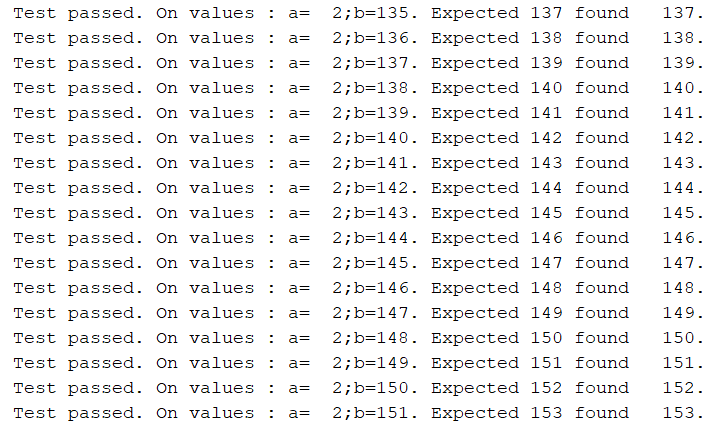 Test passed. On values : a=  2;b=135. Expected 137 found   137.
Test passed. On values : a=  2;b=136. Expected 138 found   138.
Test passed. On values : a=  2;b=137. Expected 139 found   139.
Test passed. On values : a=  2;b=138. Expected 140 found   140.
Test passed. On values : a=  2;b=139. Expected 141 found   141.
Test passed. On values : a=  2;b=140. Expected 142 found   142.
Test passed. On values : a=  2;b=141. Expected 143 found   143.
Test passed. On values : a=  2;b=142. Expected 144 found   144.
Test passed. On values : a=  2;b=143. Expected 145 found   145.
Test passed. On values : a=  2;b=144. Expected 146 found   146.
Test passed. On values : a=  2;b=145. Expected 147 found   147.
Test passed. On values : a=  2;b=146. Expected 148 found   148.
Test passed. On values : a=  2;b=147. Expected 149 found   149.
Test passed. On values : a=  2;b=148. Expected 150 found   150.
Test passed. On values : a=  2;b=149. Expected 151 found   151.
Test passed. On values : a=  2;b=150. Expected 152 found   152.
Test passed. On values : a=  2;b=151. Expected 153 found   153.